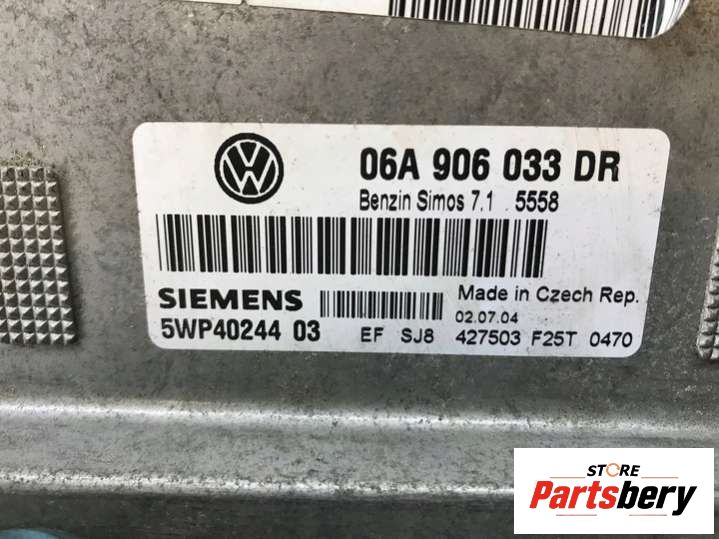 06A 906 033 DR
Benzin Simos 7.1 5558
SIEMENS
Made in Czech Rep.
5WP40244 03
02.07.04
EF SJ8 427503 F25T 0470
STORE
Partsbery